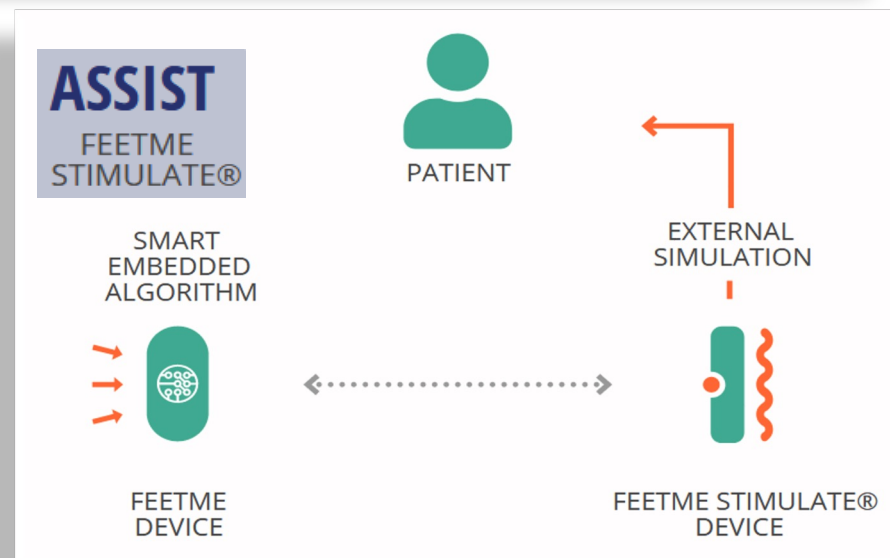 ASSIST
FEETME
STIMULATE®
PATIENT
SMART
EMBEDDED
ALGORITHM
EXTERNAL
SIMULATION
FEETME
DEVICE
FEETME STIMULATE®
DEVICE